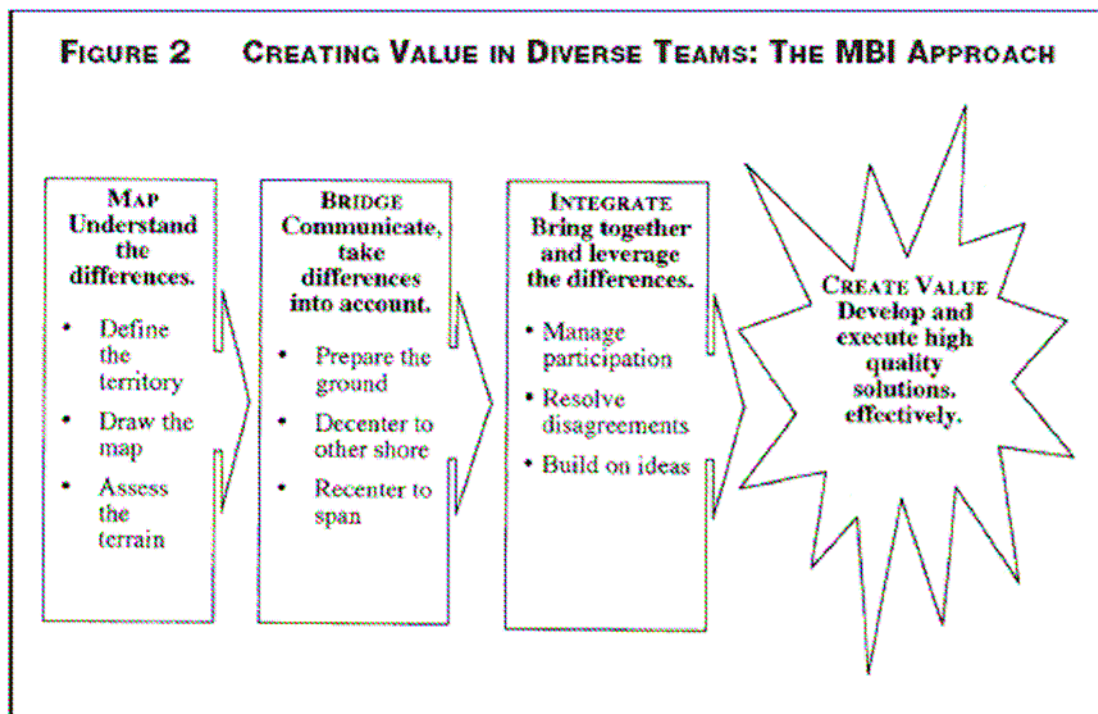 FIGURE 2 CREATING VALUE IN DIVERSE TEAMS: THE MBI APPROACH
MAP
Understand
the
differences.
• Define
the
territory
• Draw the
map
• Assess
the
terrain
BRIDGE
Communicate,
take
differences
into account.
• Prepare the
ground
• Decenter to
other shore
• Recenter to
span
INTEGRATE
Bring together
and leverage
the differences.
• Manage
participation
• Resolve
disagreements
• Build on ideas
CREATE VALUE
Develop and
execute high
quality
solutions.
effectively.